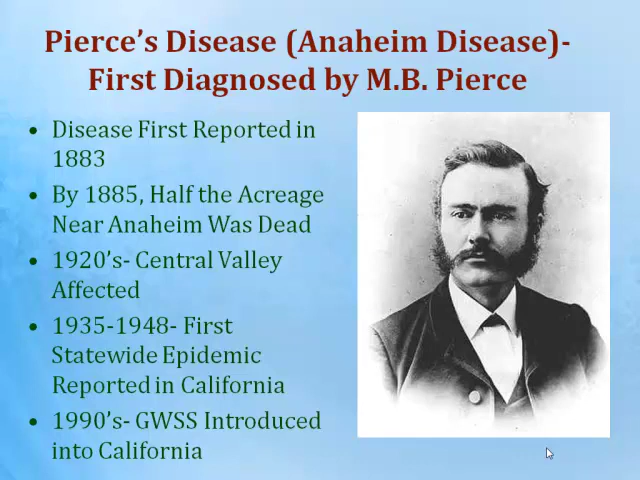 Pierce’s Disease (Anaheim Disease)-
First Diagnosed by M.B. Pierce
• Disease First Reported in
1883
• By 1885, Half the Acreage
Near Anaheim Was Dead
• 1920’s- Central Valley
Affected
• 1935-1948- First
Statewide Epidemic
Reported in California
• 1990’s- GWSS Introduced
into California